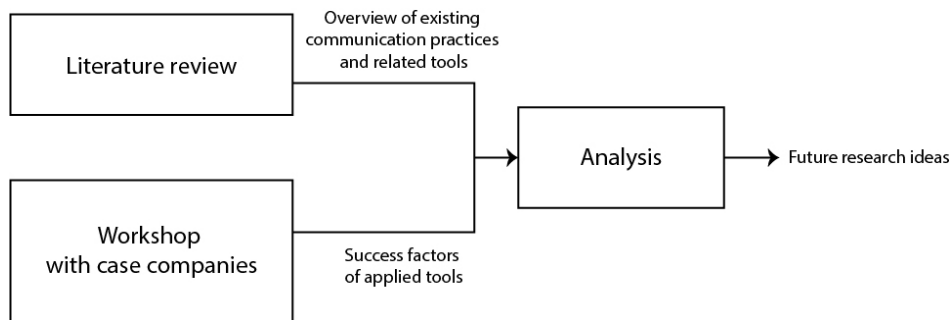 Literature review
Overview of existing
communication practices
and related tools
Workshop
with case companies
Success factors
of applied tools
Analysis
Future research ideas